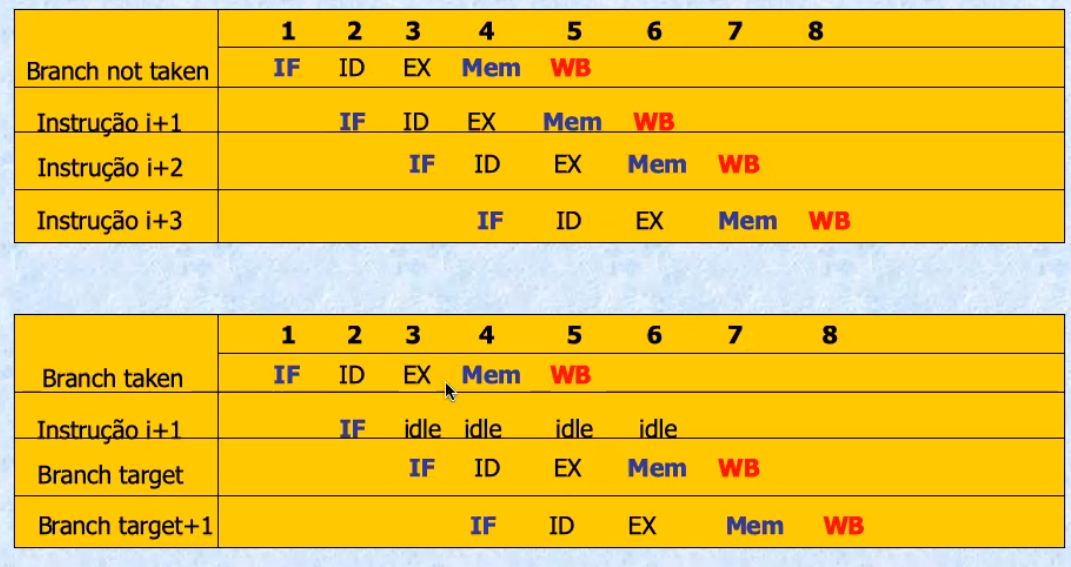 1 2 3 4 5 6 7 8
Branch not taken IF ID EX Mem WB
Instrução i+1 IF ID EX Mem WB
Instrução i+2 IF ID EX Mem WB
Instrução i+3 IF ID EX Mem WB
1 2 3 4 5 6 7 8
Branch taken IF ID EX Mem WB
Instrução i+1 IF idle idle idle idle
Branch target IF ID EX Mem WB
Branch target+1 IF ID EX Mem WB